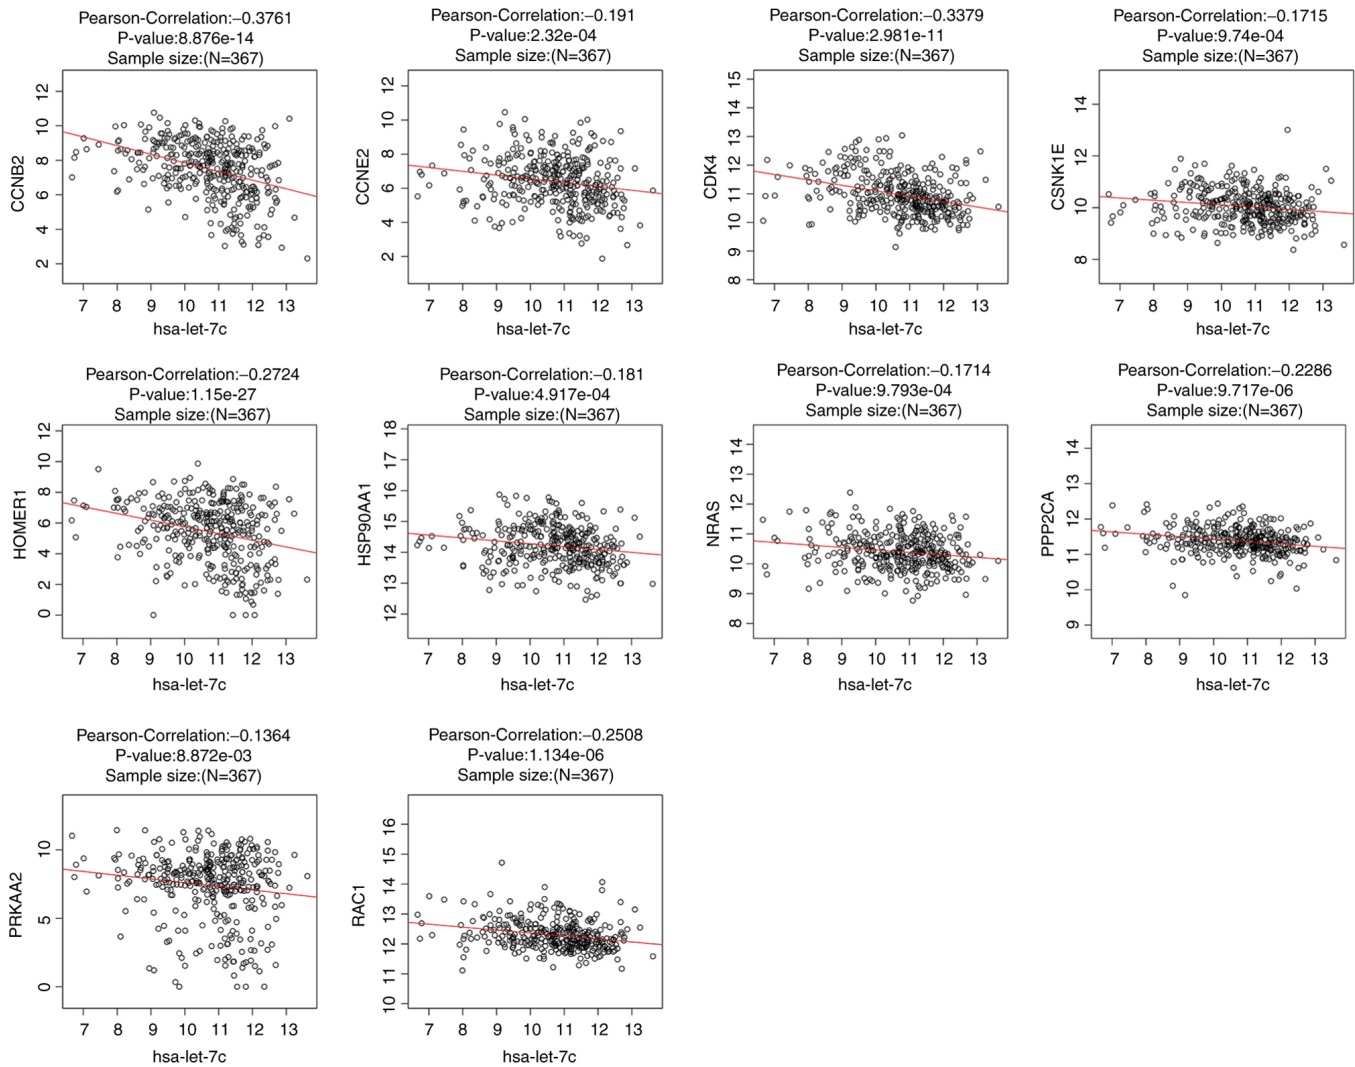 Pearson-Correlation:−0.3761
P-value:8.876e-14
Sample size:(N=367)
CCNB2
12
10
8
6
4
2
7 8 9 10 11 12 13
hsa-let-7c
Pearson-Correlation:−0.191
P-value:2.32e-04
Sample size:(N=367)
CCNE2
12
10
8
6
4
2
7 8 9 10 11 12 13
hsa-let-7c
Pearson-Correlation:−0.3379
P-value:2.981e-11
Sample size:(N=367)
CDK4
15
14
13
12
11
10
9
8
7 8 9 10 11 12 13
hsa-let-7c
Pearson-Correlation:−0.1715
P-value:9.74e-04
Sample size:(N=367)
CSNK1E
14
12
10
8
7 8 9 10 11 12 13
hsa-let-7c
Pearson-Correlation:−0.2724
P-value:1.15e-27
Sample size:(N=367)
HOMER1
12
10
8
6
4
2
0
7 8 9 10 11 12 13
hsa-let-7c
Pearson-Correlation:−0.181
P-value:4.917e-04
Sample size:(N=367)
HSP90AA1
18
17
16
15
14
13
12
7 8 9 10 11 12 13
hsa-let-7c
Pearson-Correlation:−0.1714
P-value:9.793e-04
Sample size:(N=367)
NRAS
14
13
12
11
10
9
8
7 8 9 10 11 12 13
hsa-let-7c
Pearson-Correlation:−0.2286
P-value:9.717e-06
Sample size:(N=367)
PPP2CA
14
13
12
11
10
9
7 8 9 10 11 12 13
hsa-let-7c
Pearson-Correlation:−0.1364
P-value:8.872e-03
Sample size:(N=367)
PRKAA2
10
5
0
7 8 9 10 11 12 13
hsa-let-7c
Pearson-Correlation:−0.2508
P-value:1.134e-06
Sample size:(N=367)
RAC1
16
15
14
13
12
11
10
7 8 9 10 11 12 13
hsa-let-7c